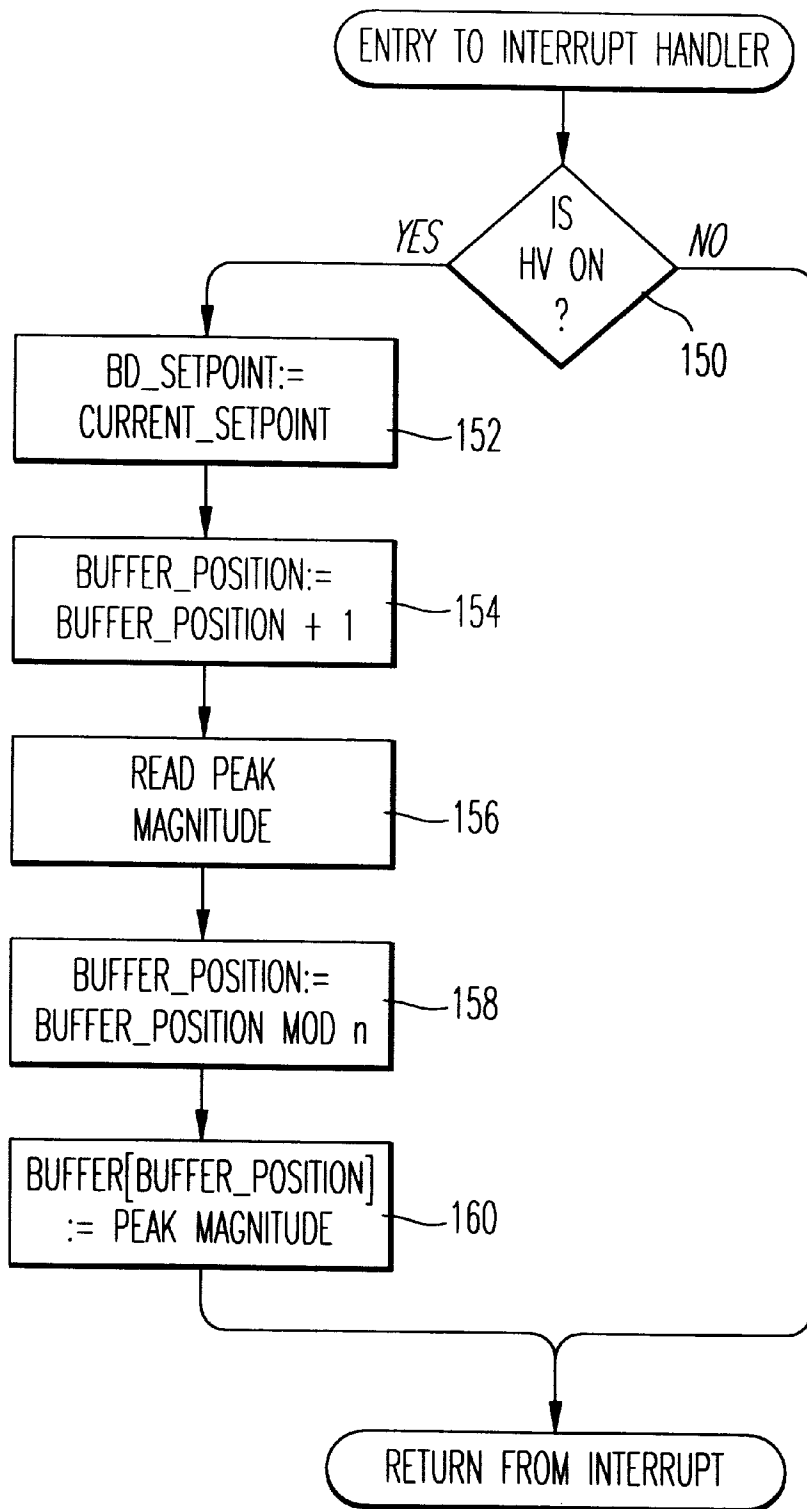 ENTRY TO INTERRUPT HANDLER
IS
HV ON
?
YES
NO
150
BD_SETPOINT:=
CURRENT_SETPOINT
152
BUFFER_POSITION:=
BUFFER_POSITION + 1
154
READ PEAK
MAGNITUDE
156
BUFFER_POSITION:=
BUFFER_POSITION MOD n
158
BUFFER[BUFFER_POSITION]
:= PEAK MAGNITUDE
160
RETURN FROM INTERRUPT